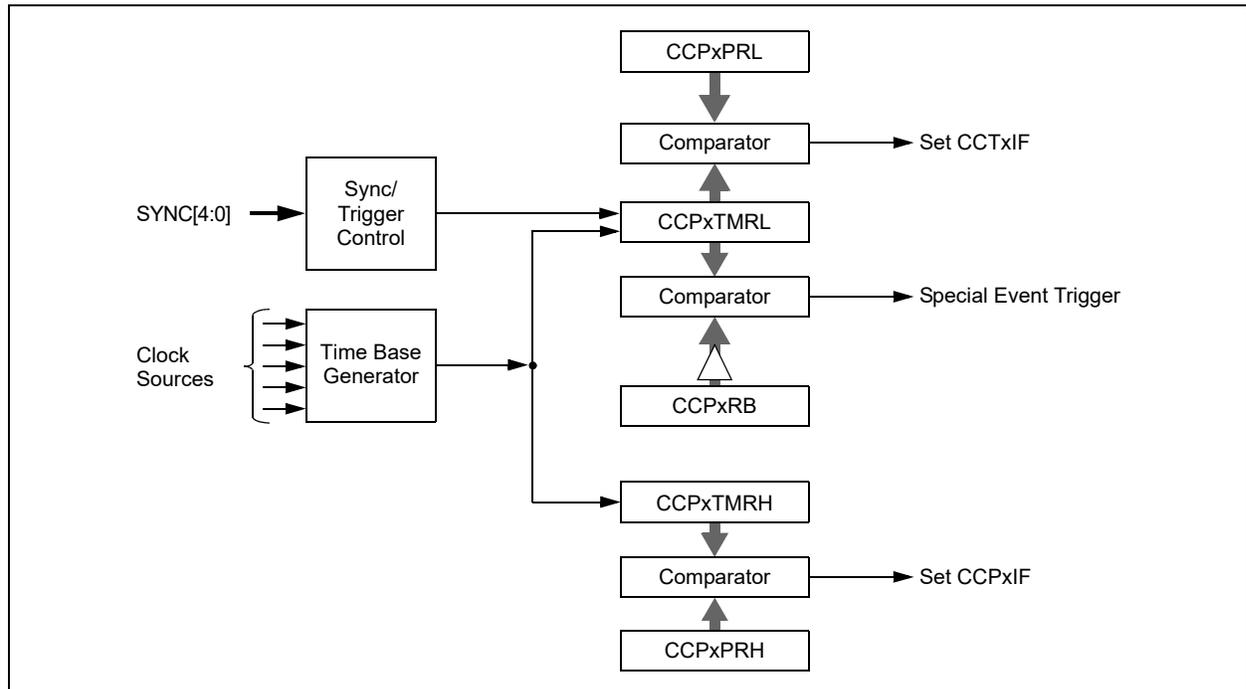 CCPxPRL
Comparator
Set CCTxIF
Sync/
Trigger
Control
SYNC[4:0]
CCPxTMRL
Comparator
Special Event Trigger
Clock
Sources
Time Base
Generator
CCPxRB
CCPxTMRH
Comparator
Set CCPxIF
CCPxPRH